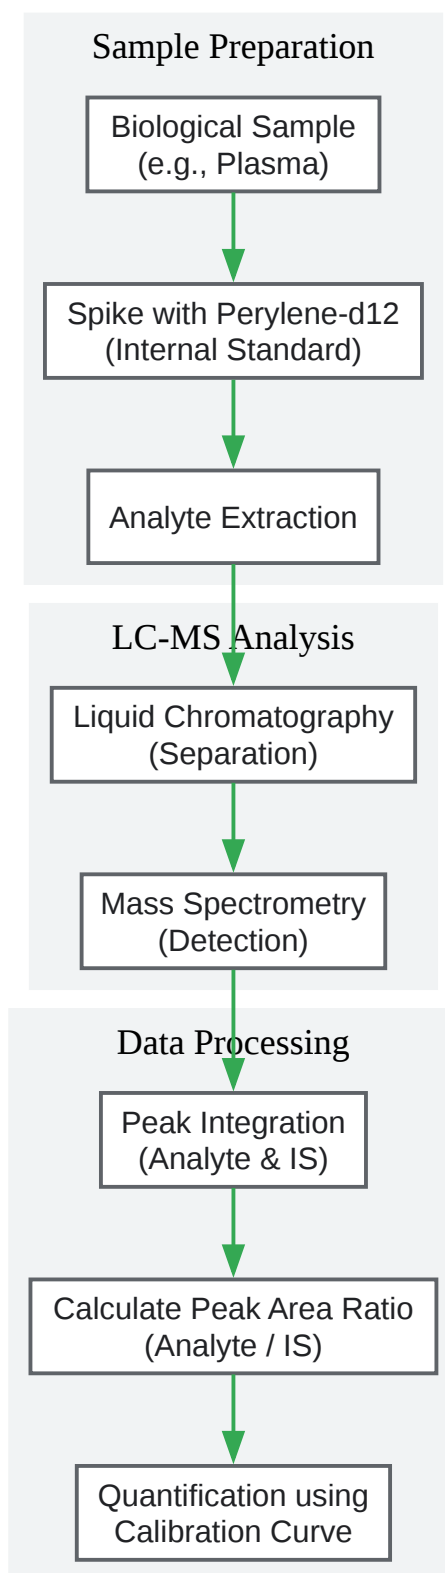 Sample Preparation
Biological Sample
(e.g., Plasma)
Spike with Perylene-d12
(Internal Standard)
Analyte Extraction
LC-MS Analysis
Liquid Chromatography
(Separation)
Mass Spectrometry
(Detection)
Data Processing
Peak Integration
(Analyte & IS)
Calculate Peak Area Ratio
(Analyte / IS)
Quantification using
Calibration Curve